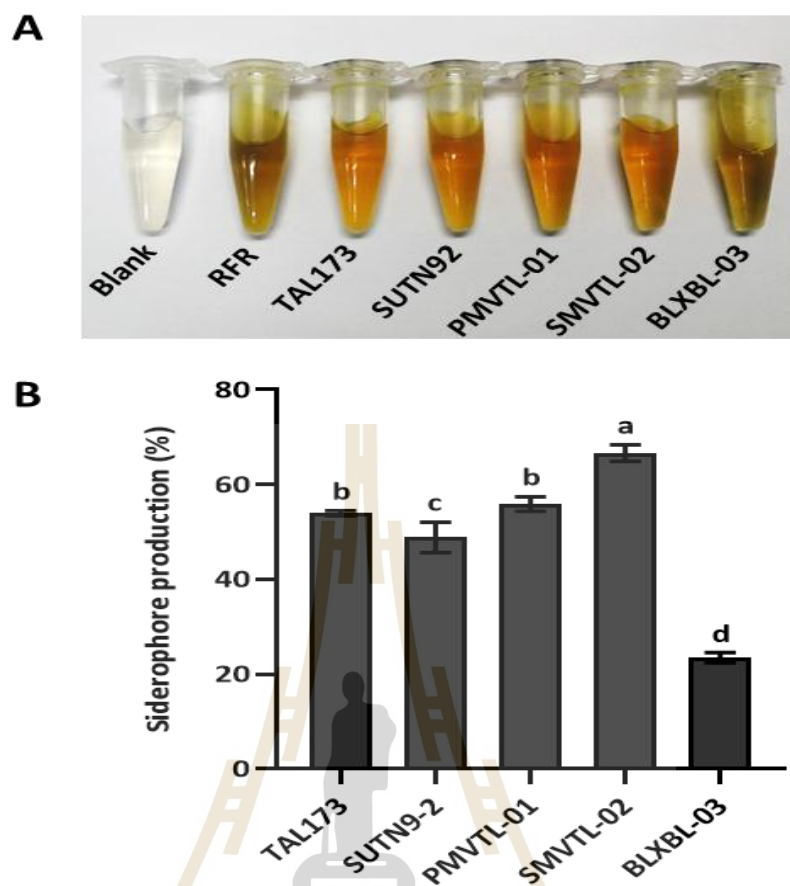 A
Blank
RFR
TAL173
SUTN92
PMVTL-01
SMVTL-02
BLXBL-03
B
Siderophore production (%)
80
60
40
20
0
b
c
b
a
d
TAL173
SUTN9-2
PMVTL-01
SMVTL-02
BLXBL-03